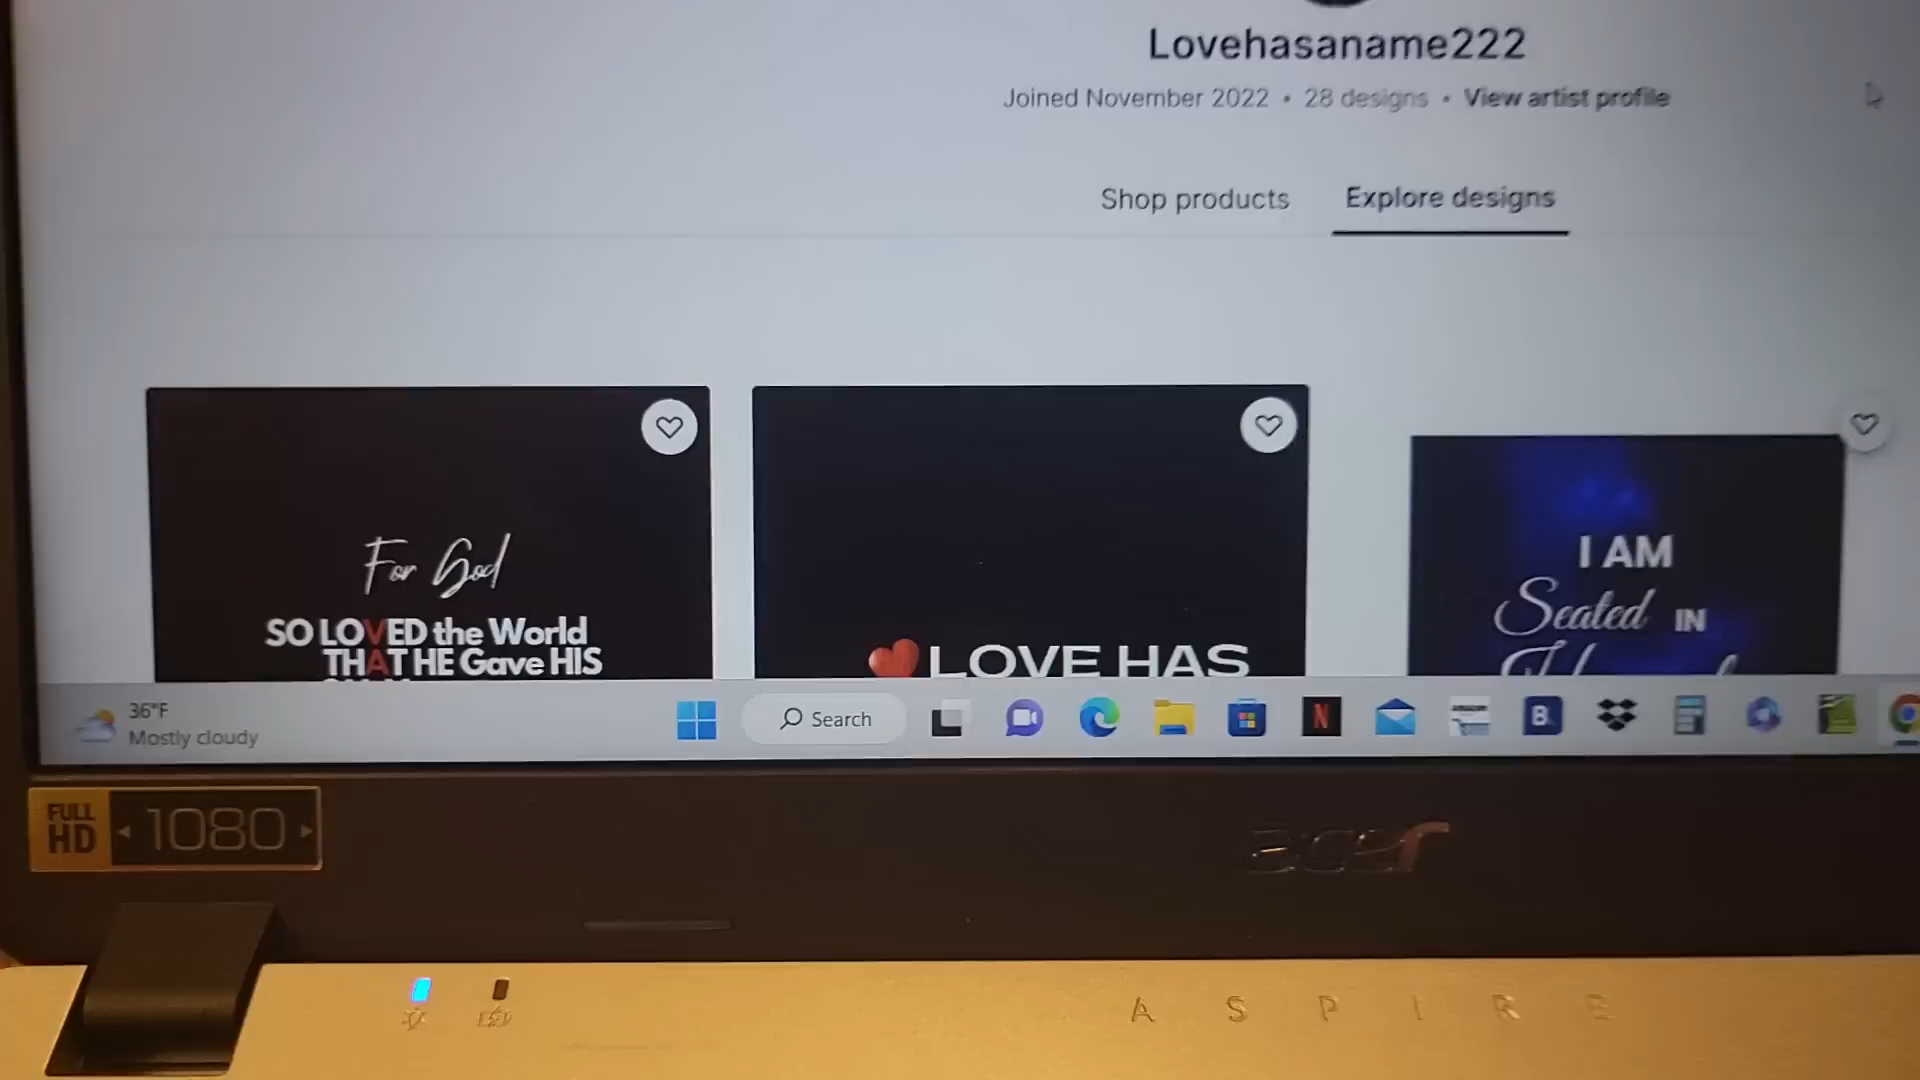 Lovehasaname222
Joined November 2022 • 28 designs • View artist profile
Shop products
Explore designs
For God
SO LOVED the World
THAT HE Gave HIS
LOVE HAS
I AM
Seated IN
36°F
Mostly cloudy
Search
N
B
FULL
HD
1080
acer
ASPIRE